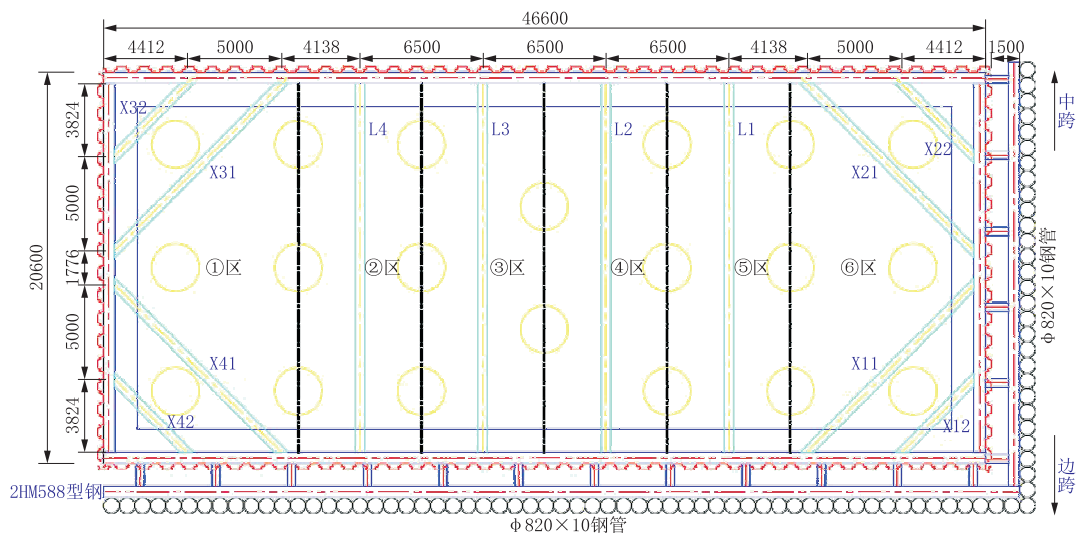 46600
4412 5000 4138 6500 6500 6500 4138 5000 4412 1500
X32 L4 L3 L2 L1 X22
X31 X21
中跨
3824
5000
1776
5000
3824
20600
①区 ②区 ③区 ④区 ⑤区 ⑥区
φ820×10钢管
X41 X11
X42 X12
边跨
2HM588型钢
φ820×10钢管